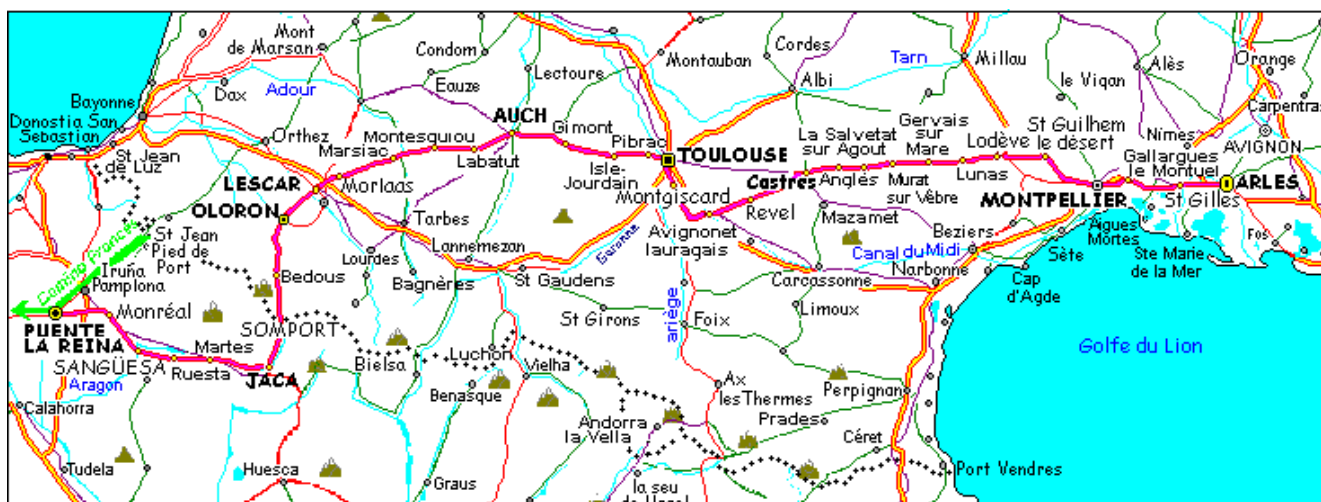 Mont
de Marsan
Condom
Cordes
Montauban
Tarn
Millau
Alès
Orange
Lectoure
Albi
le Vigan
Dax
Adour
Eauze
Carpentras
Bayonne
Donostia San
Sebastian
AUCH
Gervais
sur
Mare
St Guilhem
le désert
Nîmes
AVIGNON
Orthez
Montesquiou
Gimont
Pibrac
La Salvetat
sur Agout
Lodève
Gallargues
le Montuel
St Jean
de Luz
Marsiac
Labatut
Isle-
Jourdain
TOULOUSE
Castres
Anglès
Murat
sur Vèbre
Lunas
ARLES
LESCAR
Morlaas
Montgiscard
MONTPELLIER
St Gilles
OLORON
Tarbes
Revel
Mazamet
Beziers
Aigues
Mortes
Fos
St Jean
Pied de
Port
Camino Francés
Lannemezan
Garonne
Avignonet
lauragais
Canal du Midi
Sète
Ste Marie
de la Mer
Iruña
Pamplona
Bedous
Lourdes
Bagnères
St Gaudens
Carcassonne
Narbonne
Cap
d'Agde
Monréal
SOMPORT
St Girons
ariège
Foix
Limoux
PUENTE
LA REINA
Martes
SANGÜESA
Ruesta
JACA
Bielsa
Luchon
Vielha
Golfe du Lion
Aragon
Benasque
Ax
les Thermes
Perpignan
Calahorra
Andorra
la Vella
Prades
Céret
Tudela
Huesca
Graus
la seu
Port Vendres